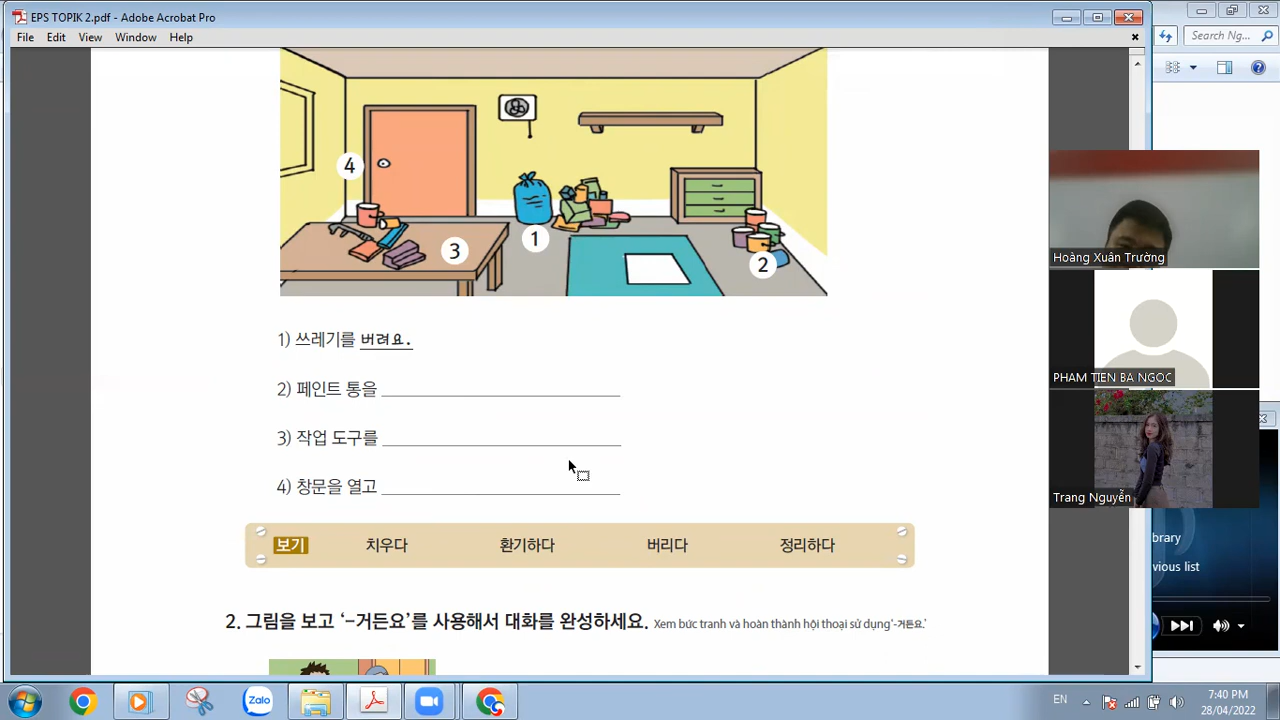 EPS TOPIK 2.pdf - Adobe Acrobat Pro
Search Ng...
File Edit View Window Help
4
1
3
2
1) 쓰레기를 버려요.
2) 페인트 통을
3) 작업 도구를
4) 창문을 열고
보기 치우다 환기하다 버리다 정리하다
2. 그림을 보고 ‘-거든요’를 사용해서 대화를 완성하세요. Xem bức tranh và hoàn thành hội thoại sử dụng‘-거든요.’
Hoàng Xuân Trường
PHAM TIEN BA NGOC
Trang Nguyễn
brary
vious list
Zalo
EN
7:40 PM
28/04/2022